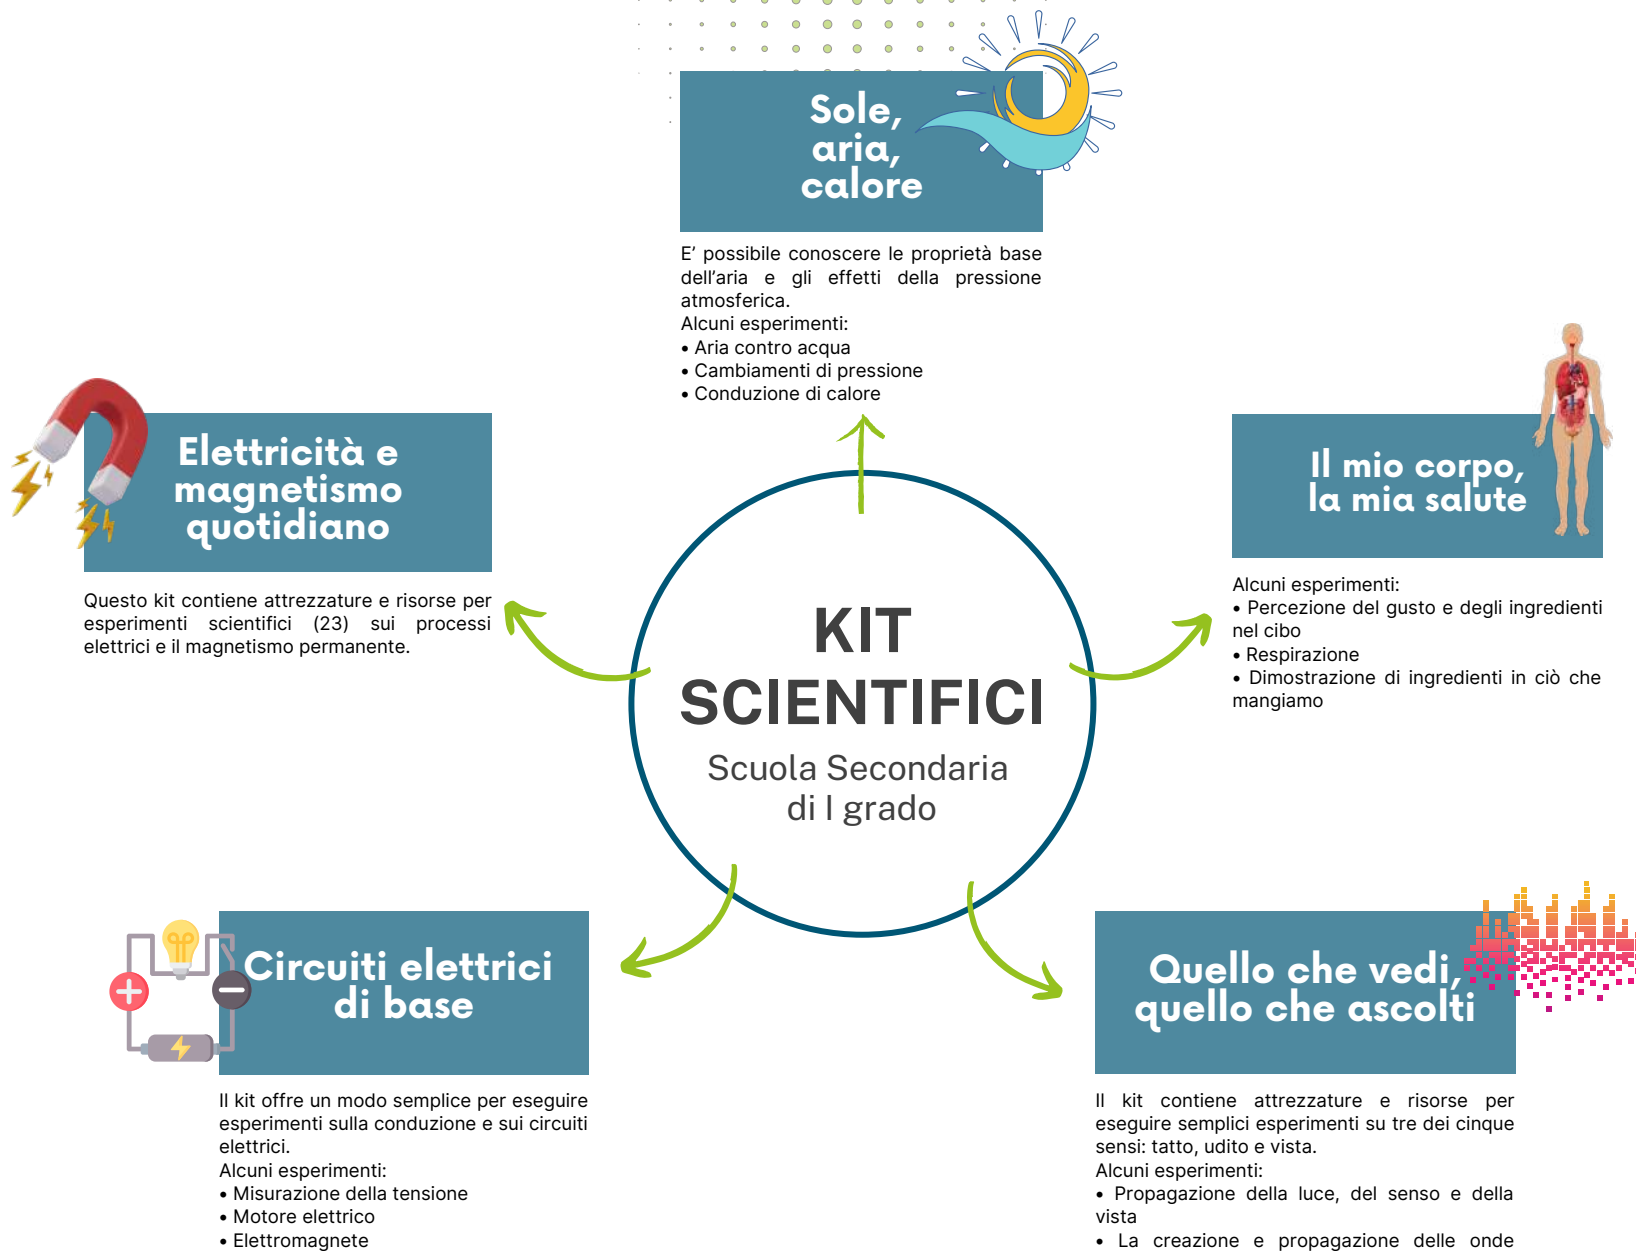 Sole,
aria,
calore
E’ possibile conoscere le proprietà base
dell’aria e gli effetti della pressione
atmosferica.
Alcuni esperimenti:
• Aria contro acqua
• Cambiamenti di pressione
• Conduzione di calore
Elettricità e
magnetismo
quotidiano
Questo kit contiene attrezzature e risorse per
esperimenti scientifici (23) sui processi
elettrici e il magnetismo permanente.
Il mio corpo,
la mia salute
Alcuni esperimenti:
• Percezione del gusto e degli ingredienti
nel cibo
• Respirazione
• Dimostrazione di ingredienti in ciò che
mangiamo
KIT
SCIENTIFICI
Scuola Secondaria
di I grado
Circuiti elettrici
di base
Il kit offre un modo semplice per eseguire
esperimenti sulla conduzione e sui circuiti
elettrici.
Alcuni esperimenti:
• Misurazione della tensione
• Motore elettrico
• Elettromagnete
Quello che vedi,
quello che ascolti
Il kit contiene attrezzature e risorse per
eseguire semplici esperimenti su tre dei cinque
sensi: tatto, udito e vista.
Alcuni esperimenti:
• Propagazione della luce, del senso e della
vista
• La creazione e propagazione delle onde